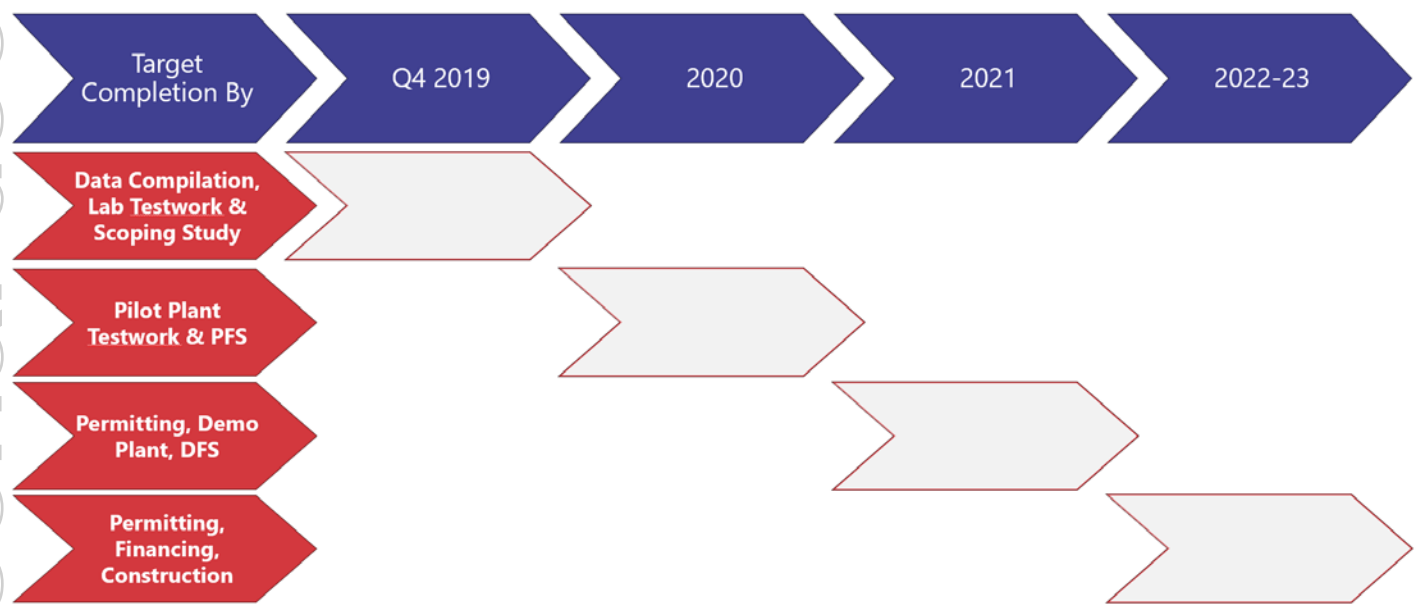 Target
Completion By
Q4 2019
2020
2021
2022-23
Data Compilation,
Lab Testwork &
Scoping Study
Pilot Plant
Testwork & PFS
Permitting, Demo
Plant, DFS
Permitting,
Financing,
Construction